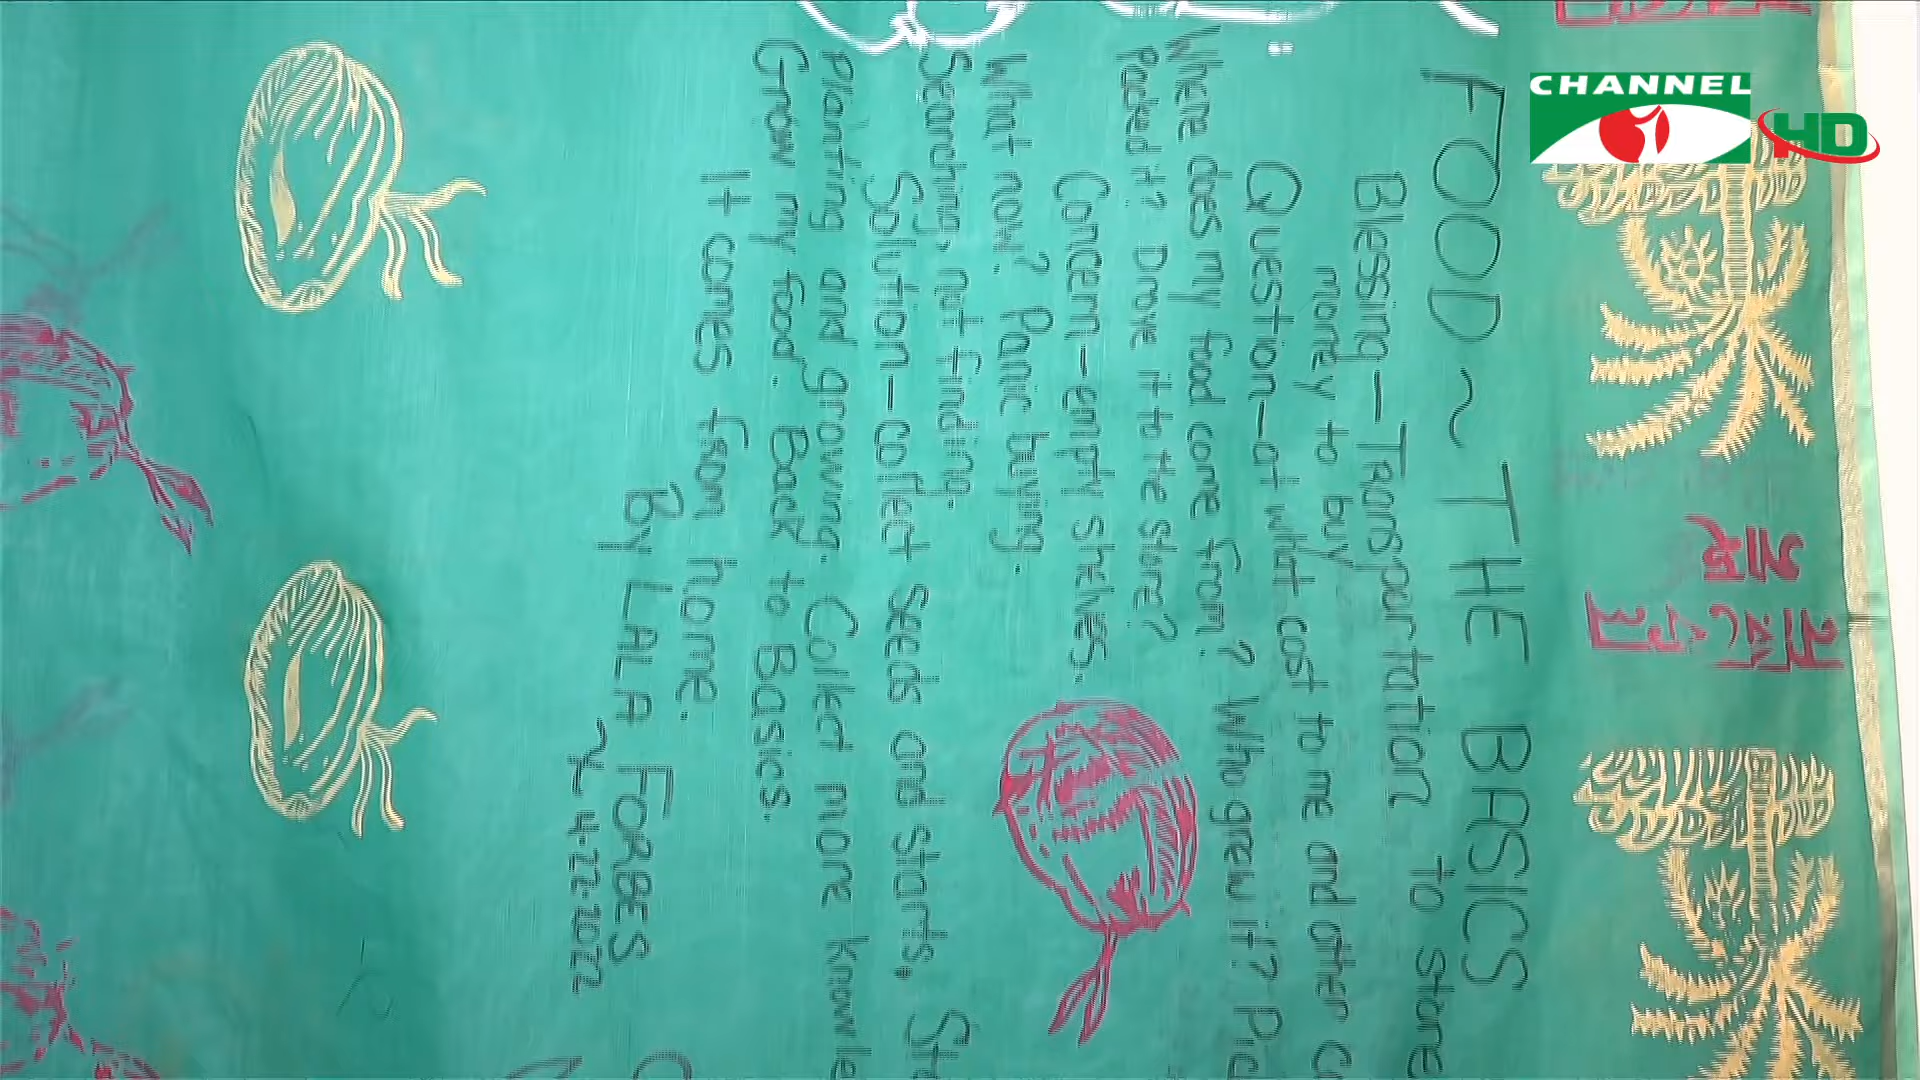 CHANNEL
HD
FOOD ~ THE BASICS
Blessing – Transportation to store
money to buy
Question – at what cost to me and other
Where does my food come from? Who grew it?
Packed it? Drove it to the store?
Concern – empty shelves.
What now? Panic buying.
Searching, not finding.
Solution – Collect seeds and starts.
Planting and growing. Collect more
Grow my food. Back to Basics.
It comes from home.
By LALA FORBES
~ 4.22.2022